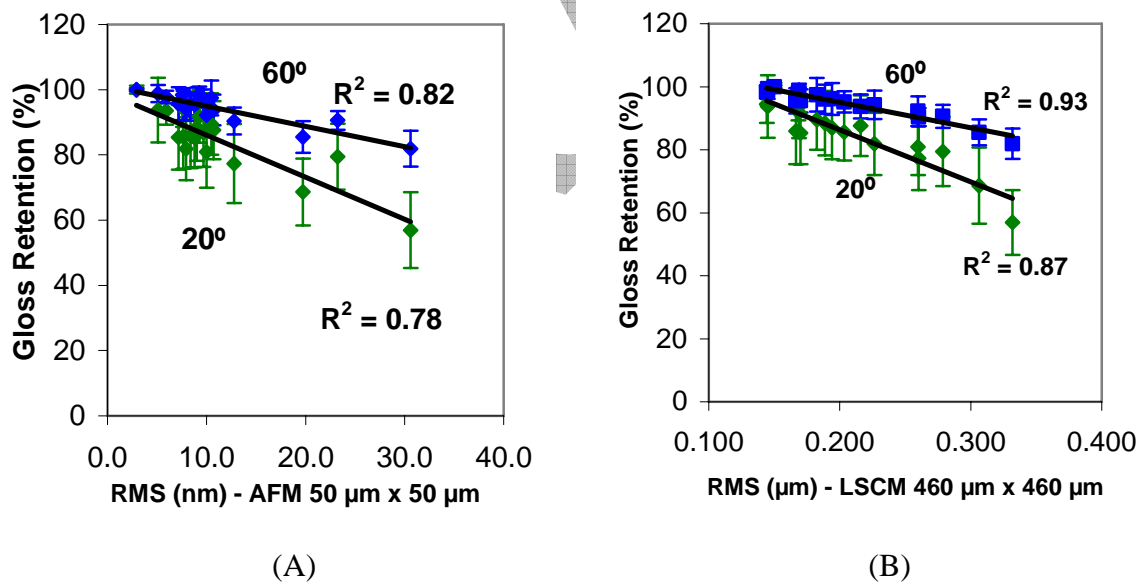 Gloss Retention (%)
120
100
80
60
40
20
0
60º
R² = 0.82
20º
R² = 0.78
0.0 10.0 20.0 30.0 40.0
RMS (nm) - AFM 50 µm x 50 µm
(A)
Gloss Retention (%)
120
100
80
60
40
20
0
60º
R² = 0.93
20º
R² = 0.87
0.100 0.200 0.300 0.400
RMS (µm) - LSCM 460 µm x 460 µm
(B)